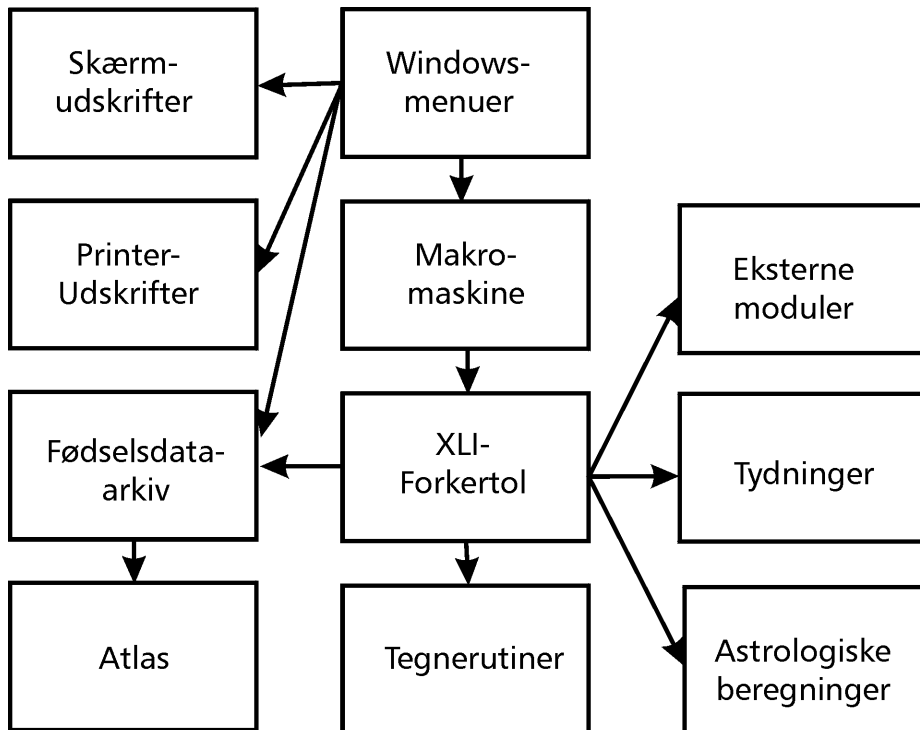 Skærm-
udskrifter
Windows-
menuer
Printer-
Udskrifter
Makro-
maskine
Eksterne
moduler
Fødselsdata-
arkiv
XLI-
Forkertol
Tydninger
Atlas
Tegnerutiner
Astrologiske
beregninger